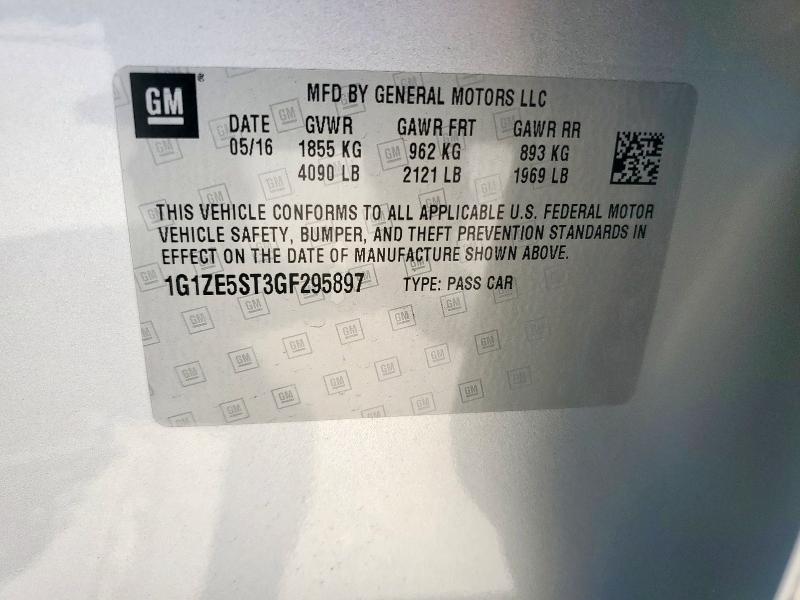 GM ® MFD BY GENERAL MOTORS LLC
DATE GVWR GAWR FRT GAWR RR
05/16 1855 KG 962 KG 893 KG
4090 LB 2121 LB 1969 LB
THIS VEHICLE CONFORMS TO ALL APPLICABLE U.S. FEDERAL MOTOR
VEHICLE SAFETY, BUMPER, AND THEFT PREVENTION STANDARDS IN
EFFECT ON THE DATE OF MANUFACTURE SHOWN ABOVE.
1G1ZE5ST3GF295897 TYPE: PASS CAR